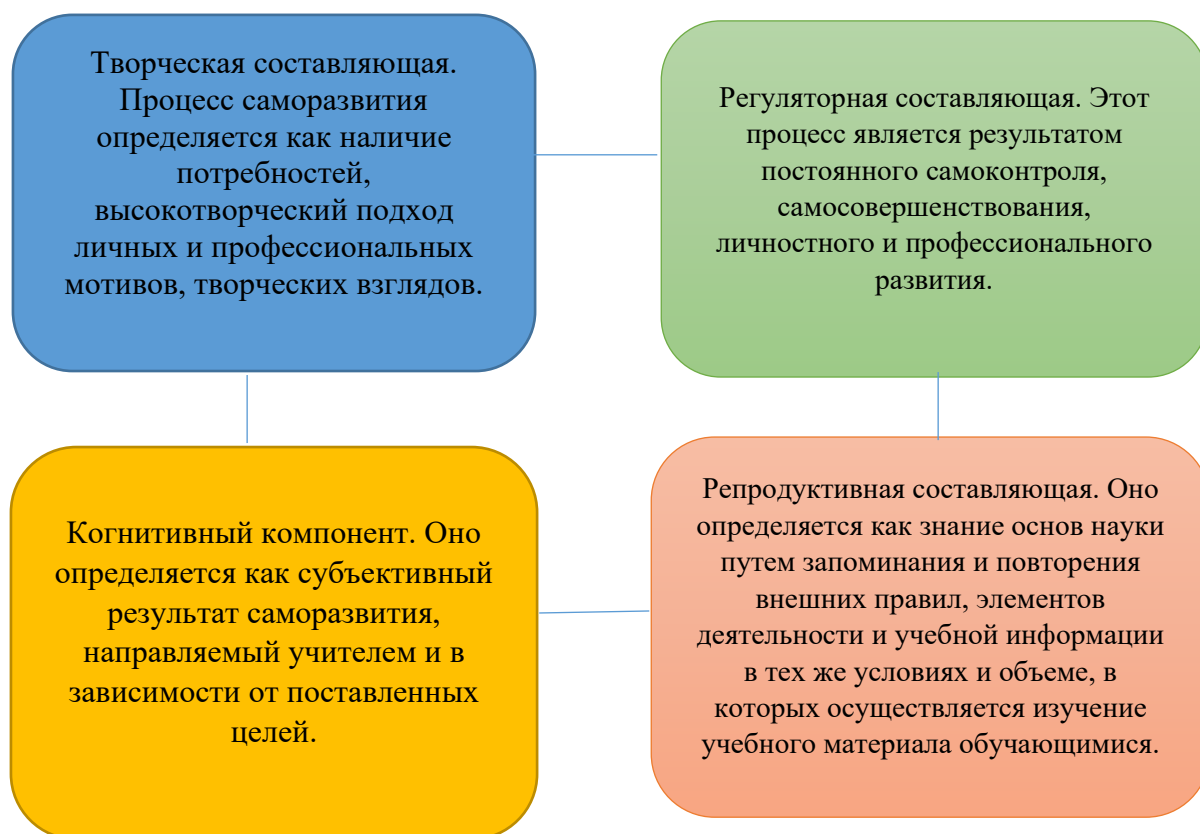 Творческая составляющая.
Процесс саморазвития
определяется как наличие
потребностей,
высокотворческий подход
личных и профессиональных
мотивов, творческих взглядов.
Регуляторная составляющая. Этот
процесс является результатом
постоянного самоконтроля,
самосовершенствования,
личностного и профессионального
развития.
Когнитивный компонент. Оно
определяется как субъективный
результат саморазвития,
направляемый учителем и в
зависимости от поставленных
целей.
Репродуктивная составляющая. Оно
определяется как знание основ науки
путем запоминания и повторения
внешних правил, элементов
деятельности и учебной информации
в тех же условиях и объеме, в
которых осуществляется изучение
учебного материала обучающимися.